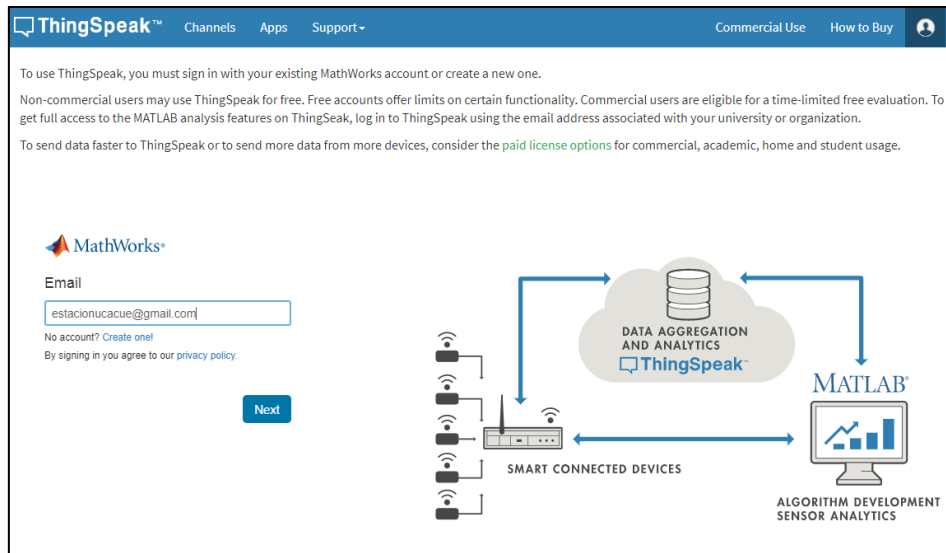 ThingSpeak™ Channels Apps Support Commercial Use How to Buy
To use ThingSpeak, you must sign in with your existing MathWorks account or create a new one.
Non-commercial users may use ThingSpeak for free. Free accounts offer limits on certain functionality. Commercial users are eligible for a time-limited free evaluation. To
get full access to the MATLAB analysis features on ThingSeak, log in to ThingSpeak using the email address associated with your university or organization.
To send data faster to ThingSpeak or to send more data from more devices, consider the paid license options for commercial, academic, home and student usage.
MathWorks®
Email
estacionucacue@gmail.com
No account? Create one!
By signing in you agree to our privacy policy.
Next
DATA AGGREGATION
AND ANALYTICS
ThingSpeak™
SMART CONNECTED DEVICES
MATLAB®
ALGORITHM DEVELOPMENT
SENSOR ANALYTICS